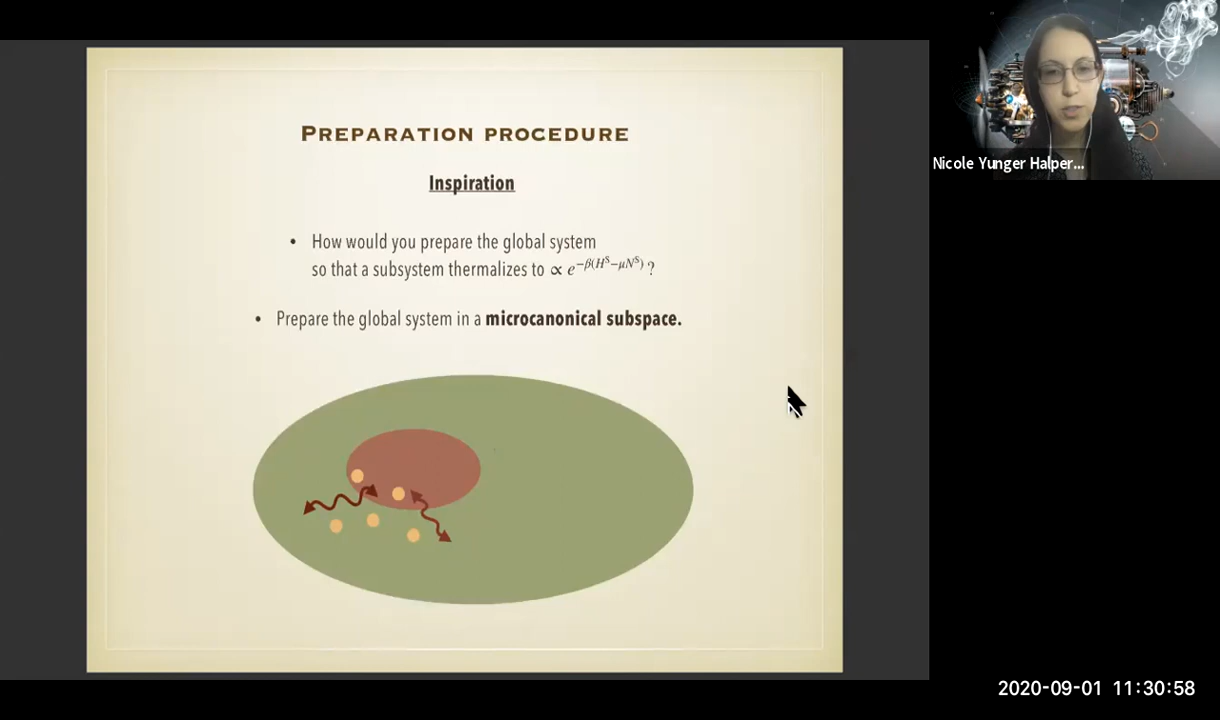 PREPARATION PROCEDURE
Inspiration
• How would you prepare the global system
so that a subsystem thermalizes to ∝ e^{−β(H^S−μN^S)} ?
• Prepare the global system in a microcanonical subspace.
Nicole Yunger Halper...
2020-09-01 11:30:58